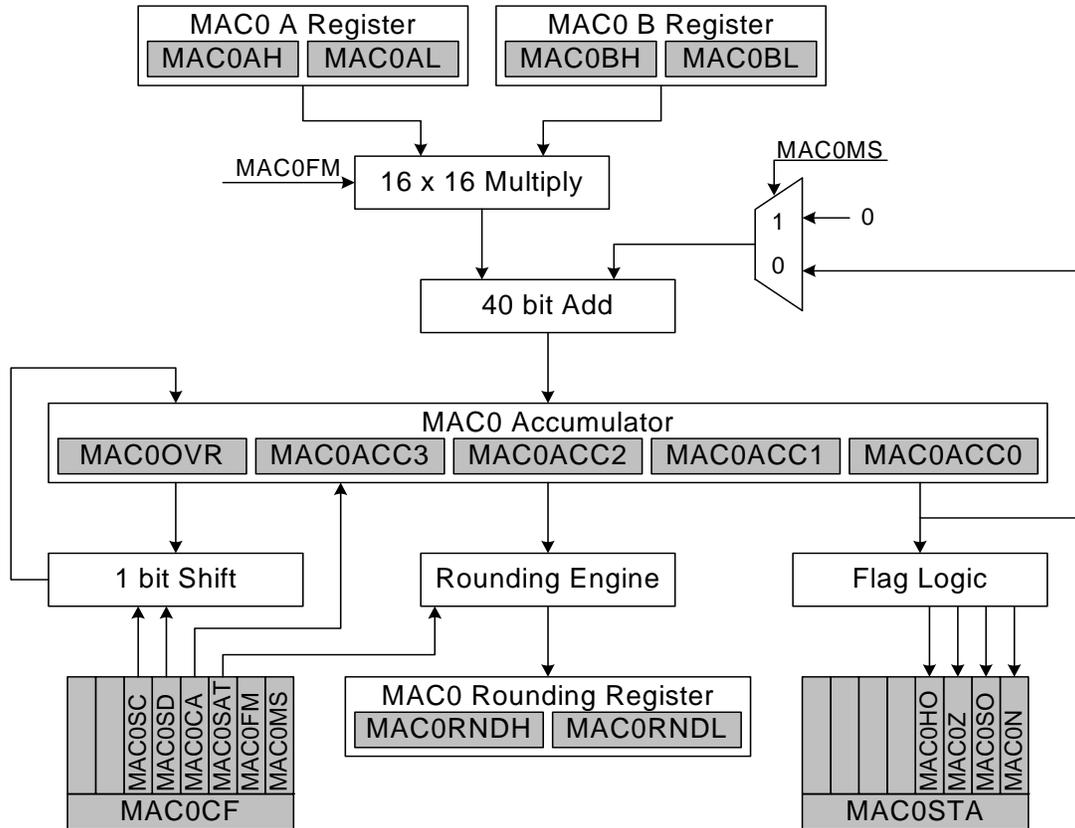 MAC0 A Register
MAC0AH MAC0AL
MAC0 B Register
MAC0BH MAC0BL
MAC0FM
16 x 16 Multiply
MAC0MS
1
0
0
40 bit Add
MAC0 Accumulator
MAC0OVR MAC0ACC3 MAC0ACC2 MAC0ACC1 MAC0ACC0
1 bit Shift
Rounding Engine
Flag Logic
MAC0SC
MAC0SD
MAC0CA
MAC0SAT
MAC0FM
MAC0MS
MAC0CF
MAC0 Rounding Register
MAC0RNDH MAC0RNDL
MAC0HO
MAC0Z
MAC0SO
MAC0N
MAC0STA